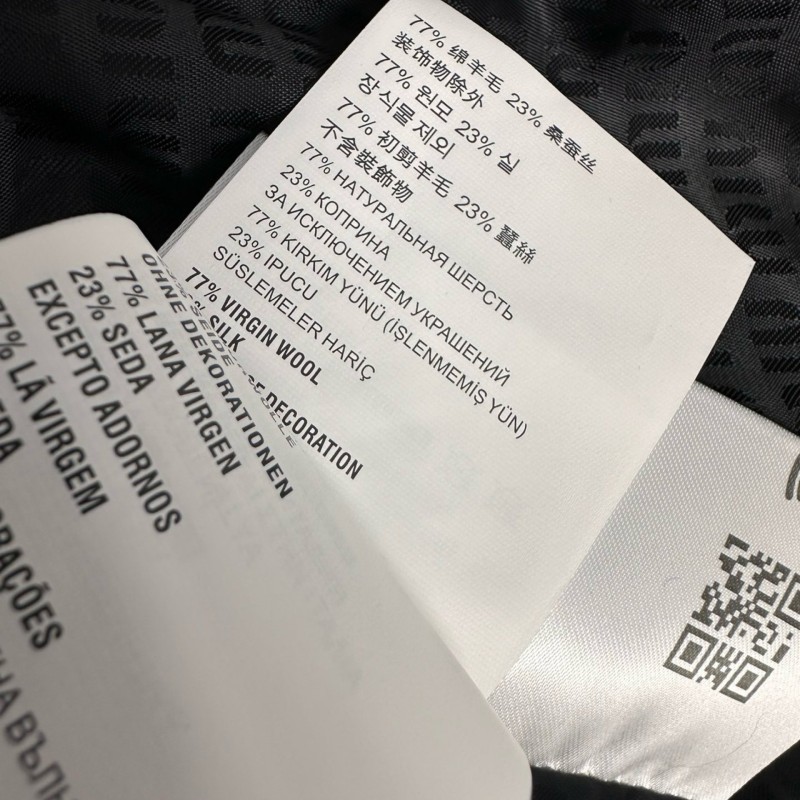 77% 绵羊毛 23% 桑蚕丝
装饰物除外
77% 원모 23% 실
장식물 제외
77% 初剪羊毛 23% 蠶絲
不含裝飾物
77% НАТУРАЛЬНАЯ ШЕРСТЬ
23% КОПРИНА
ЗА ИСКЛЮЧЕНИЕМ УКРАШЕНИЙ
77% KIRKIM YÜNÜ (İŞLENMEMİŞ YÜN)
23% IPUCU
SÜSLEMELER HARİÇ
77% VIRGIN WOOL
SILK
DECORATION
SEIDE
OHNE DEKORATIONEN
77% LANA VIRGEN
23% SEDA
EXCEPTO ADORNOS
77% LÃ VIRGEM